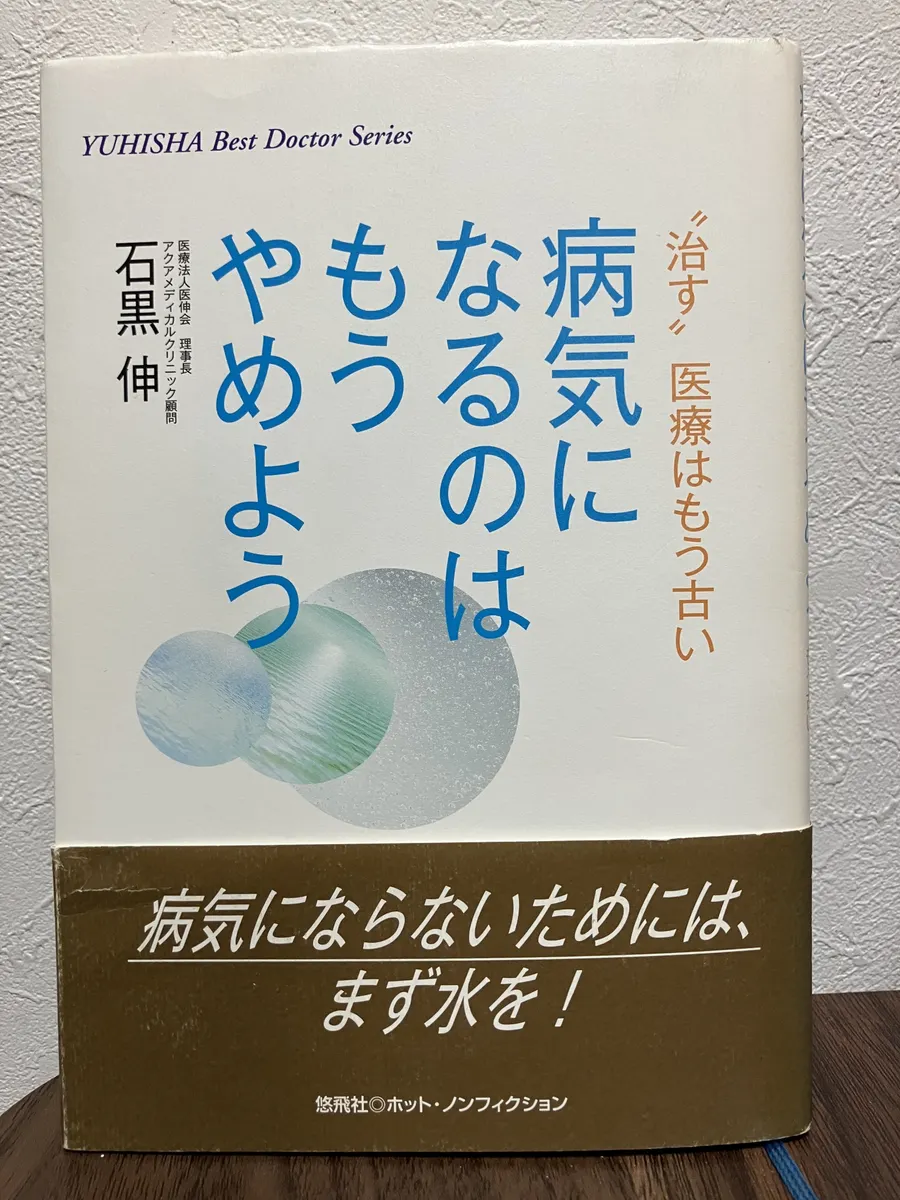 YUHISHA Best Doctor Series
〝治す〟医療はもう古い
病気に
なるのは
もう
やめよう
医療法人医伸会 理事長
アクアメディカルクリニック顧問
石黒 伸
病気にならないためには、
まず水を！
悠飛社◎ホット・ノンフィクション